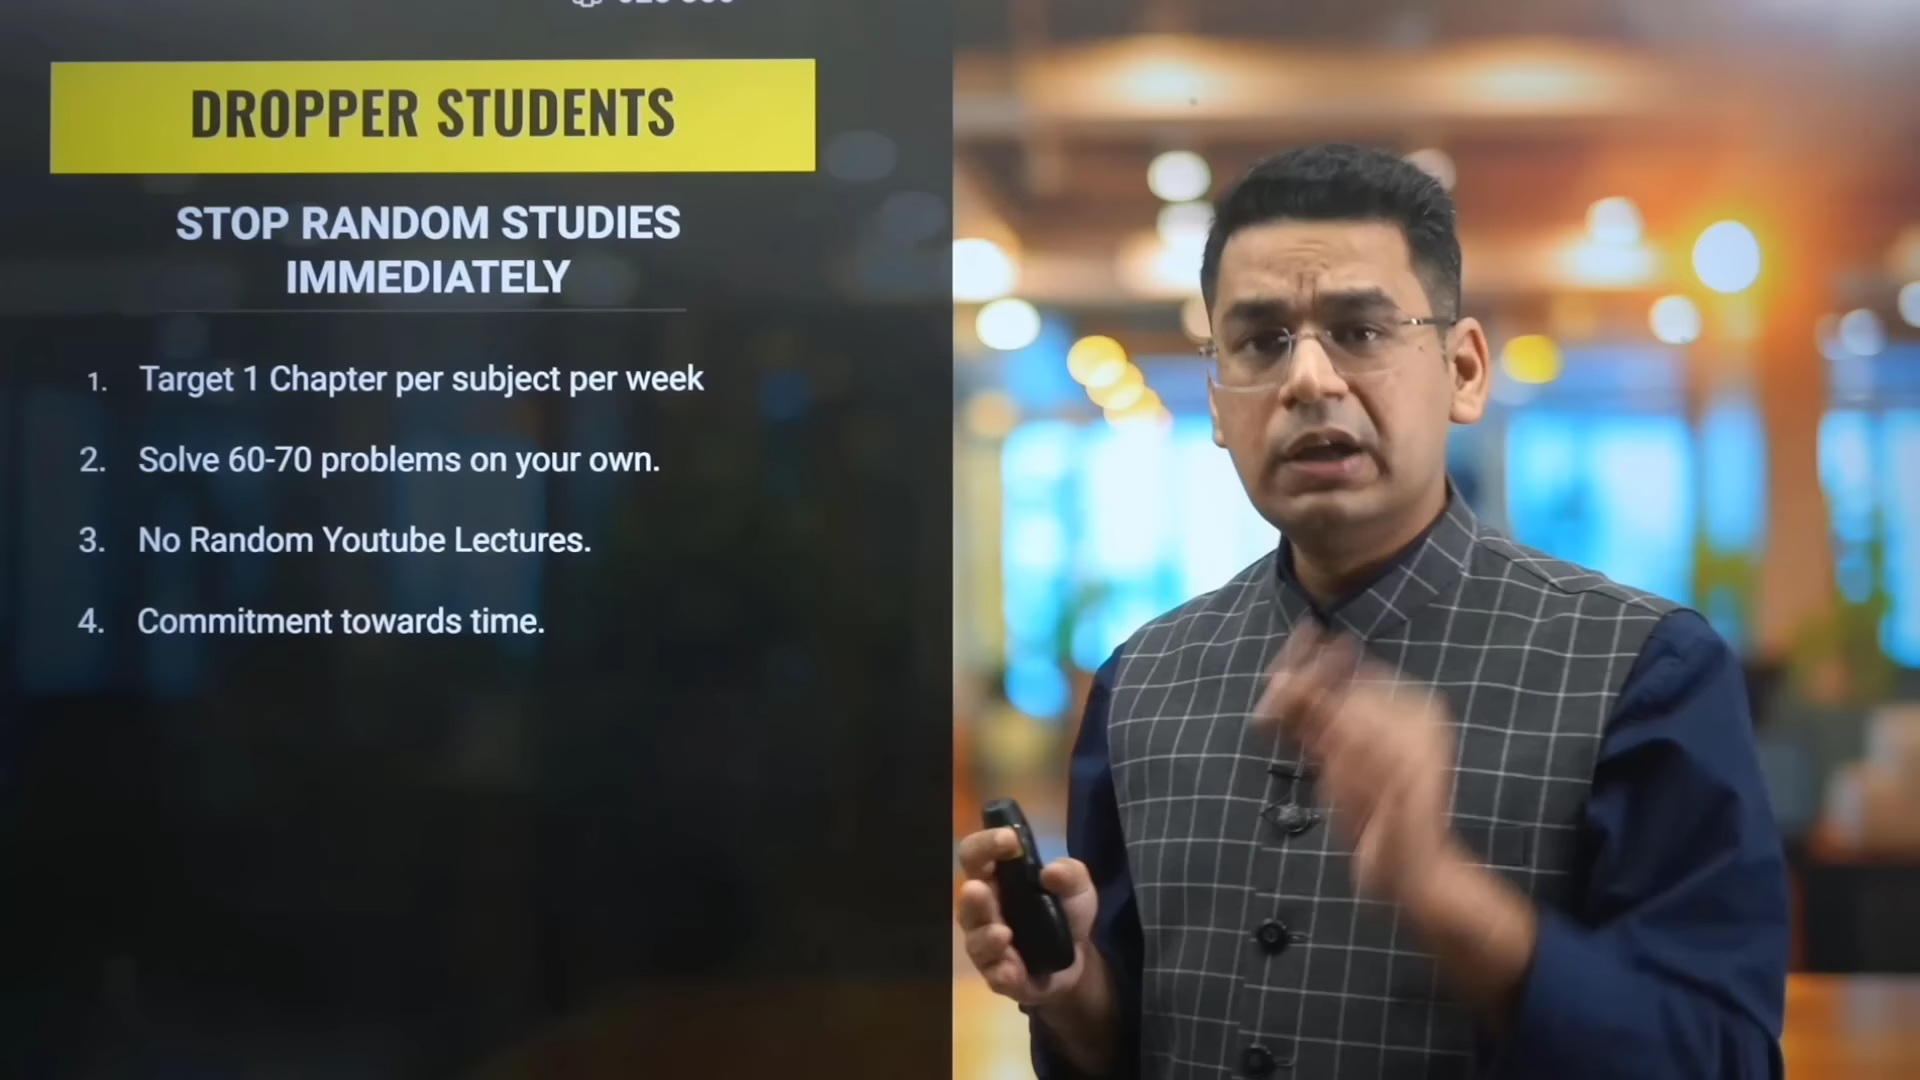 DROPPER STUDENTS
STOP RANDOM STUDIES
IMMEDIATELY
1. Target 1 Chapter per subject per week
2. Solve 60-70 problems on your own.
3. No Random Youtube Lectures.
4. Commitment towards time.